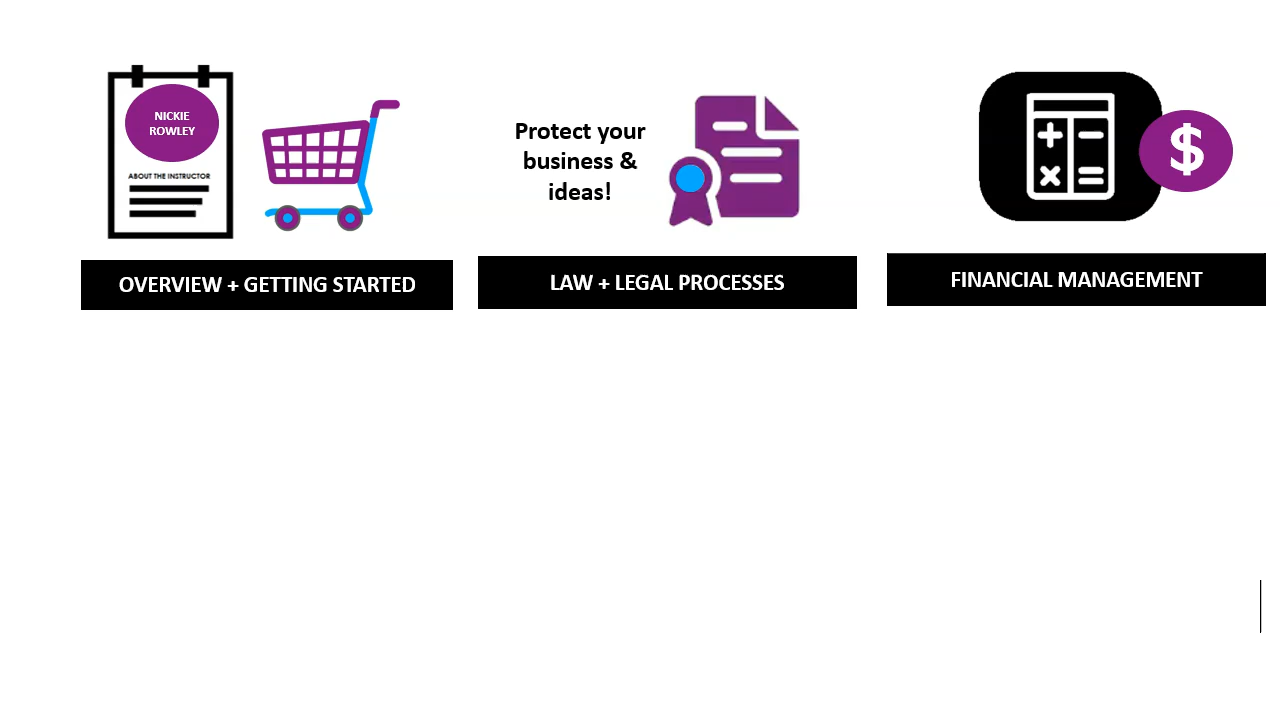 NICKIE
ROWLEY
ABOUT THE INSTRUCTOR
OVERVIEW + GETTING STARTED
Protect your
business &
ideas!
LAW + LEGAL PROCESSES
$
FINANCIAL MANAGEMENT